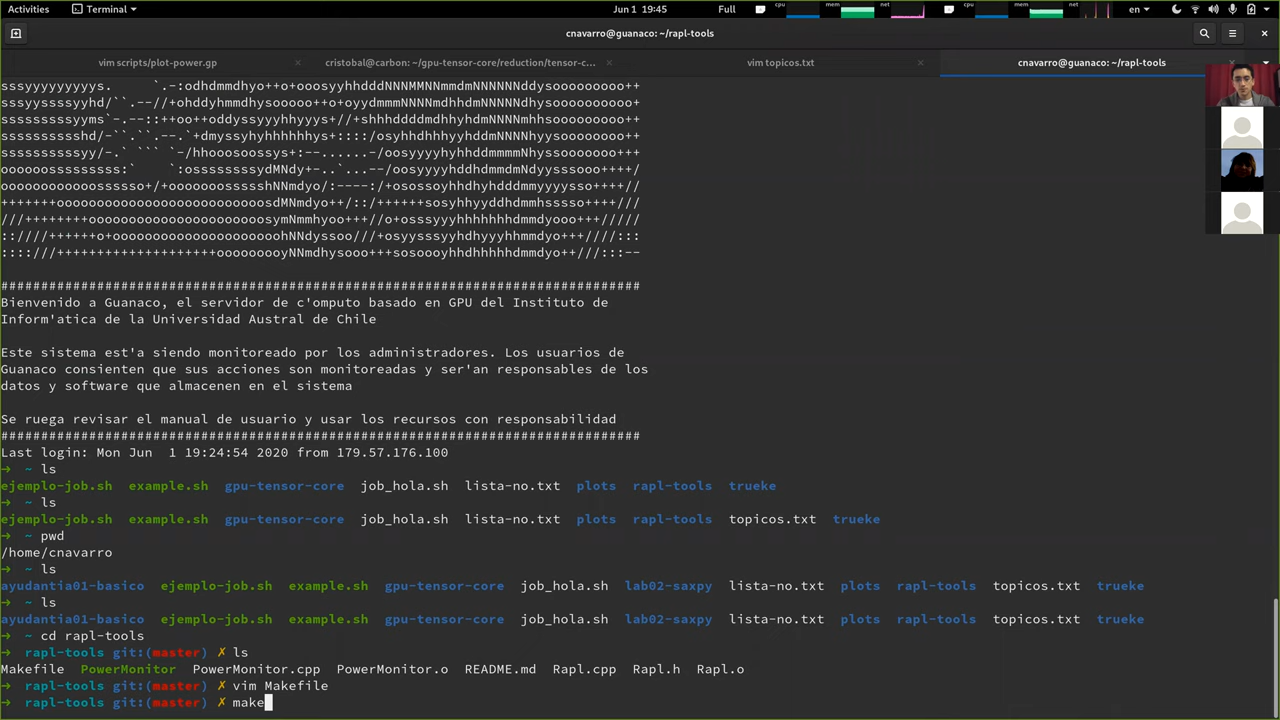 Activities
Terminal
Jun 1 19:45
Full
cpu
mem
net
cpu
mem
net
en
cnavarro@guanaco: ~/rapl-tools
vim scripts/plot-power.gp
cristobal@carbon: ~/gpu-tensor-core/reduction/tensor-c...
vim topicos.txt
cnavarro@guanaco: ~/rapl-tools
################################################################################
Bienvenido a Guanaco, el servidor de c'omputo basado en GPU del Instituto de
Inform'atica de la Universidad Austral de Chile
Este sistema est'a siendo monitoreado por los administradores. Los usuarios de
Guanaco consienten que sus acciones son monitoreadas y ser'an responsables de los
datos y software que almacenen en el sistema
Se ruega revisar el manual de usuario y usar los recursos con responsabilidad
################################################################################
Last login: Mon Jun  1 19:24:54 2020 from 179.57.176.100
→ ~ ls
ejemplo-job.sh example.sh gpu-tensor-core job_hola.sh lista-no.txt plots rapl-tools trueke
→ ~ ls
ejemplo-job.sh example.sh gpu-tensor-core job_hola.sh lista-no.txt plots rapl-tools topicos.txt trueke
→ ~ pwd
/home/cnavarro
→ ~ ls
ayudantia01-basico ejemplo-job.sh example.sh gpu-tensor-core job_hola.sh lab02-saxpy lista-no.txt plots rapl-tools topicos.txt trueke
→ ~ ls
ayudantia01-basico ejemplo-job.sh example.sh gpu-tensor-core job_hola.sh lab02-saxpy lista-no.txt plots rapl-tools topicos.txt trueke
→ ~ cd rapl-tools
→ rapl-tools git:(master) ✗ ls
Makefile PowerMonitor PowerMonitor.cpp PowerMonitor.o README.md Rapl.cpp Rapl.h Rapl.o
→ rapl-tools git:(master) ✗ vim Makefile
→ rapl-tools git:(master) ✗ make